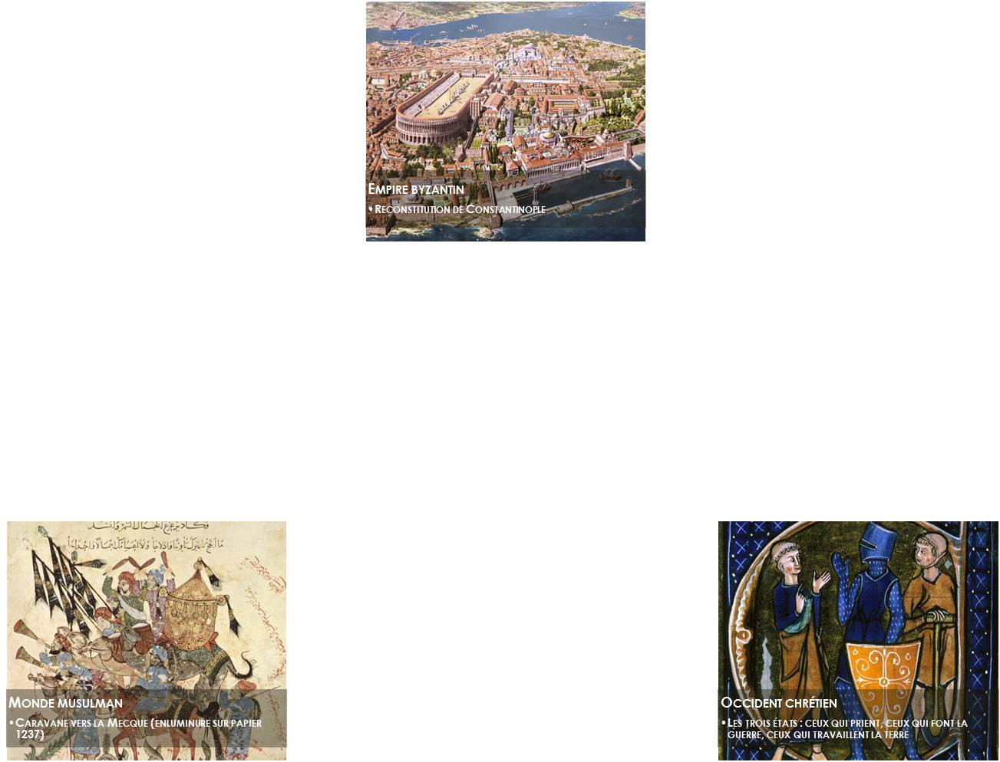 EMPIRE BYZANTIN
•RECONSTITUTION DE CONSTANTINOPLE
MONDE MUSULMAN
•CARAVANE VERS LA MECQUE (ENLUMINURE SUR PAPIER
1237)
OCCIDENT CHRÉTIEN
•LES TROIS ÉTATS : CEUX QUI PRIENT, CEUX QUI FONT LA
GUERRE, CEUX QUI TRAVAILLENT LA TERRE